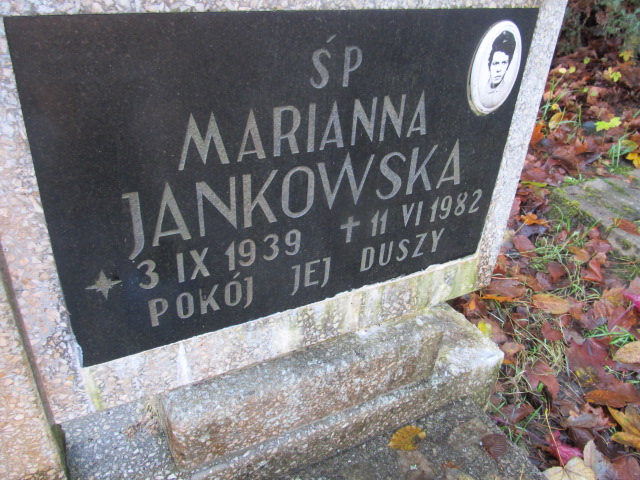 ŚP
MARIANNA
JANKOWSKA
3 IX 1939 + 11 VI 1982
POKÓJ JEJ DUSZY